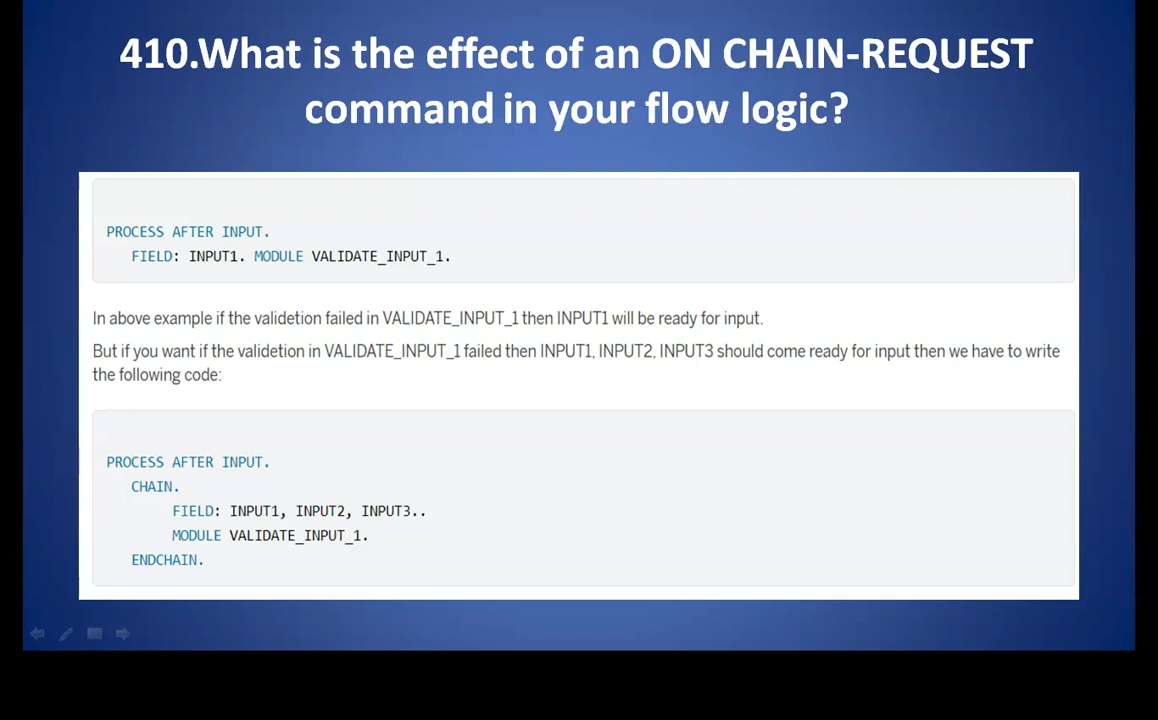 410.What is the effect of an ON CHAIN-REQUEST
command in your flow logic?
PROCESS AFTER INPUT.
FIELD: INPUT1. MODULE VALIDATE_INPUT_1.
In above example if the validetion failed in VALIDATE_INPUT_1 then INPUT1 will be ready for input.
But if you want if the validetion in VALIDATE_INPUT_1 failed then INPUT1, INPUT2, INPUT3 should come ready for input then we have to write
the following code:
PROCESS AFTER INPUT.
CHAIN.
FIELD: INPUT1, INPUT2, INPUT3..
MODULE VALIDATE_INPUT_1.
ENDCHAIN.